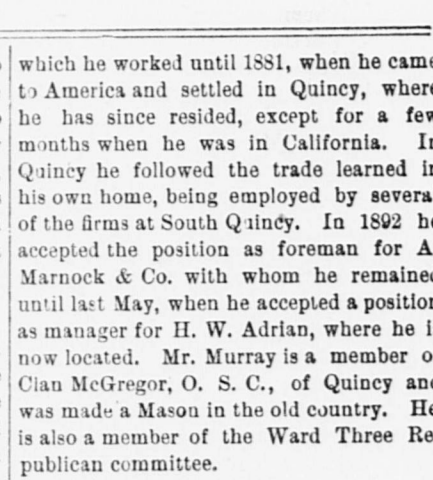 which he worked until 1881, when he came
to America and settled in Quincy, where
he has since resided, except for a few
months when he was in California. In
Quincy he followed the trade learned in
his own home, being employed by severa
of the firms at South Quincy. In 1892 he
accepted the position as foreman for A.
Marnock & Co. with whom he remained
until last May, when he accepted a position
as manager for H. W. Adrian, where he i
now located. Mr. Murray is a member o
Clan McGregor, O. S. C., of Quincy and
was made a Mason in the old country. He
is also a member of the Ward Three Re
publican committee.